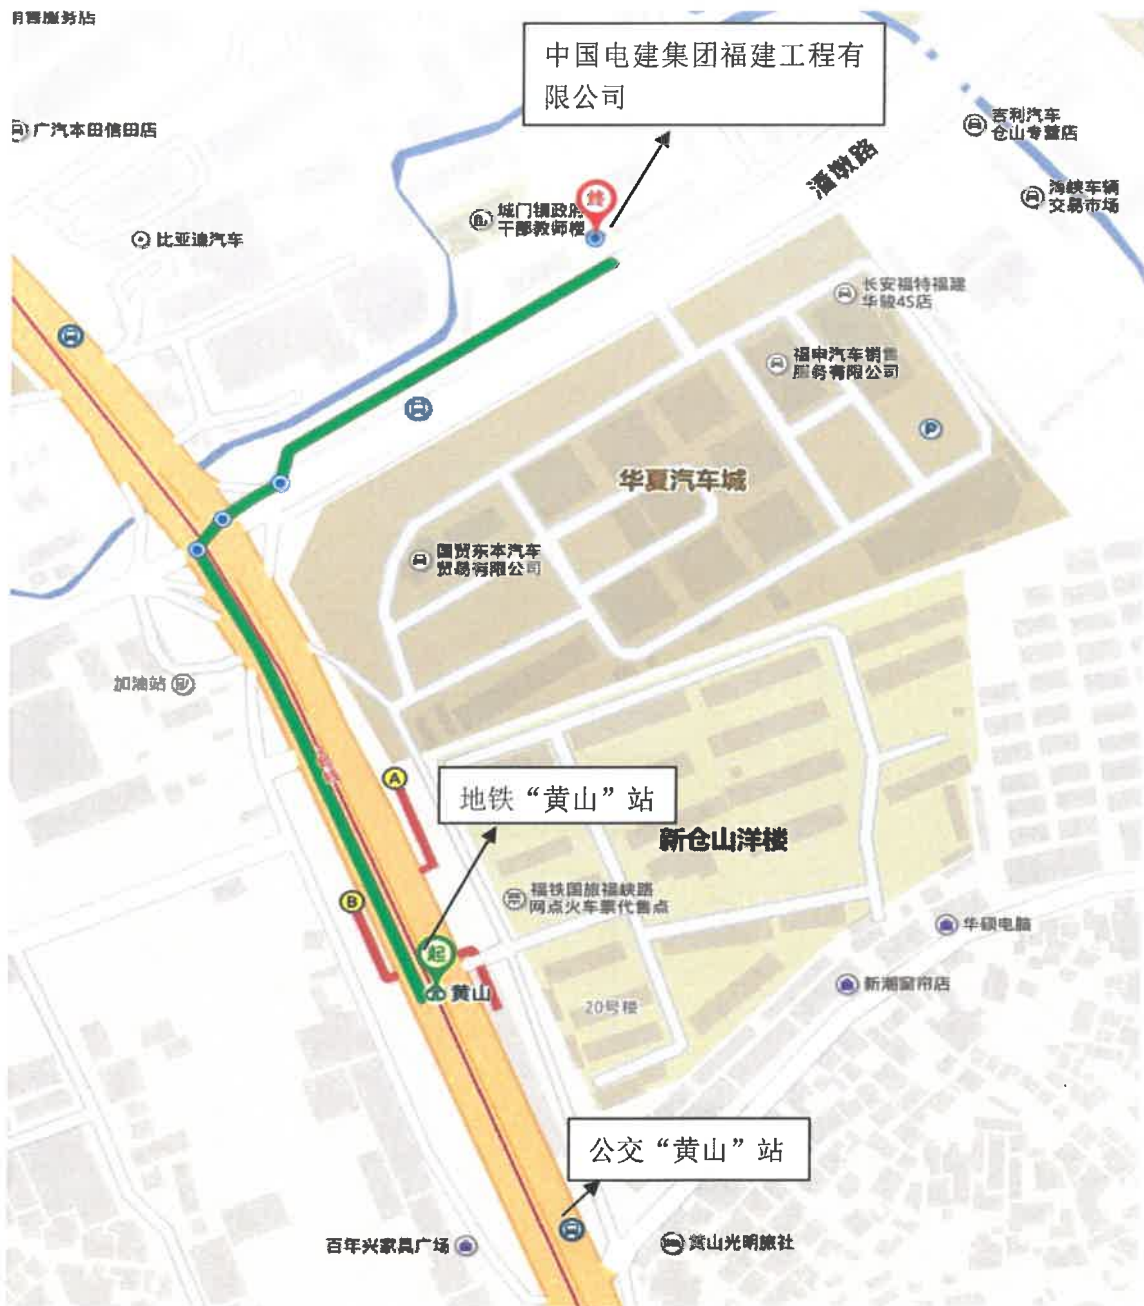 中国电建集团福建工程有
限公司
广汽本田信田店
吉利汽车
仓山专营店
潘墩路
海峡车辆
交易市场
城门镇政府
干部教师楼
终
比亚迪汽车
长安福特福建
华骏4S店
福申汽车销售
服务有限公司
P
华夏汽车城
国贸东本汽车
贸易有限公司
加油站
A
地铁“黄山”站
新仓山洋楼
B
福铁国旅福峡路
网点火车票代售点
华硕电脑
起
黄山
新潮窗帘店
20号楼
公交“黄山”站
百年兴家具广场
黄山光明旅社